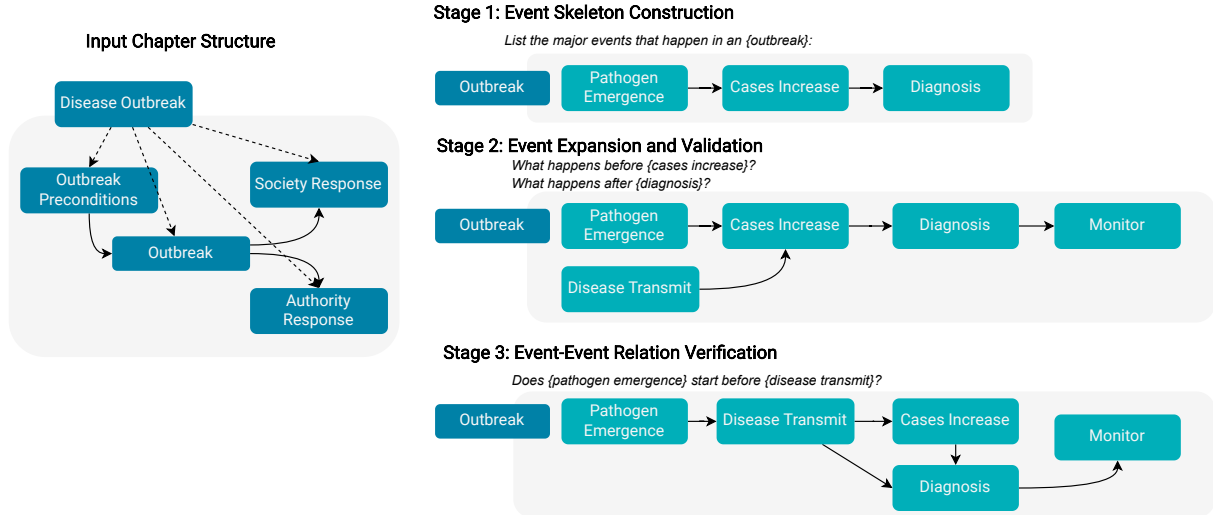 Input Chapter Structure
Disease Outbreak
Outbreak
Preconditions
Society Response
Outbreak
Authority
Response
Stage 1: Event Skeleton Construction
List the major events that happen in an {outbreak}:
Outbreak
Pathogen
Emergence
Cases Increase
Diagnosis
Stage 2: Event Expansion and Validation
What happens before {cases increase}?
What happens after {diagnosis}?
Outbreak
Pathogen
Emergence
Cases Increase
Diagnosis
Monitor
Disease Transmit
Stage 3: Event-Event Relation Verification
Does {pathogen emergence} start before {disease transmit}?
Outbreak
Pathogen
Emergence
Disease Transmit
Cases Increase
Monitor
Diagnosis